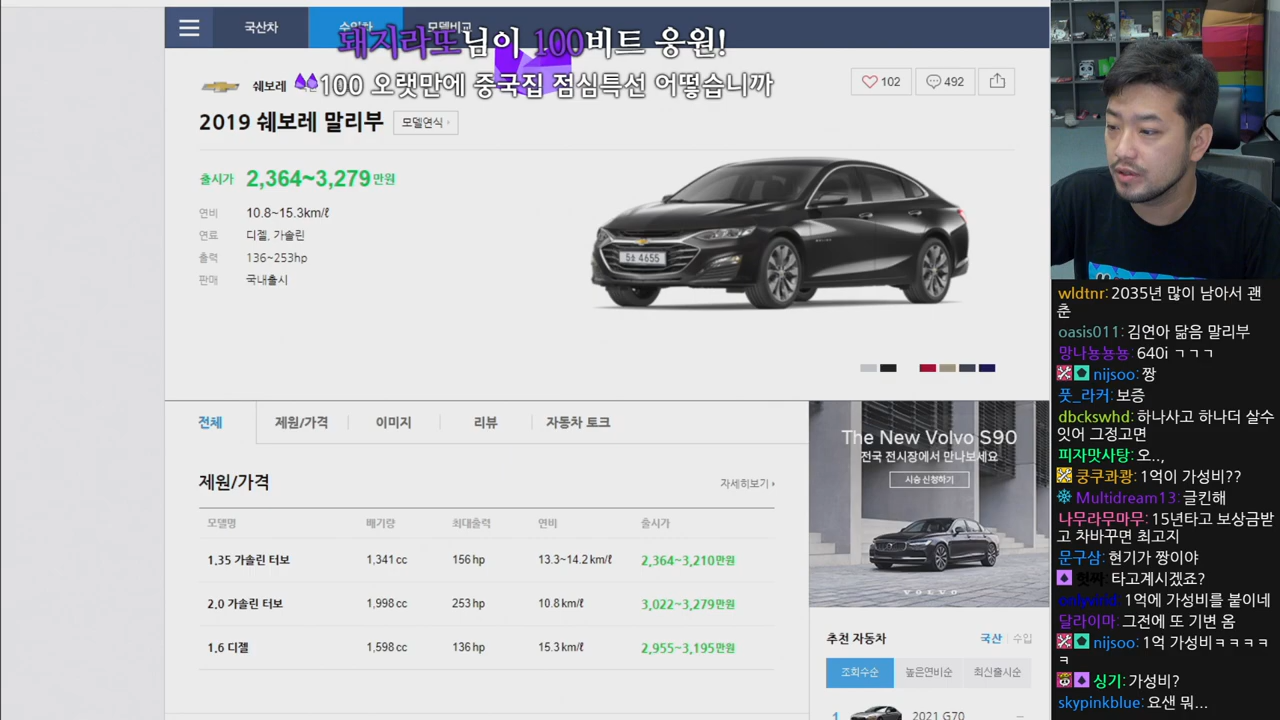 국산차
수입차
모델비교
돼지라또님이 100비트 응원!
100 오랫만에 중국집 점심특선 어떻습니까
쉐보레
102
492
2019 쉐보레 말리부
모델연식
출시가 2,364~3,279만원
연비 10.8~15.3km/ℓ
연료 디젤, 가솔린
출력 136~253hp
판매 국내출시
5승 4655
전체
제원/가격
이미지
리뷰
자동차 토크
제원/가격
자세히보기
모델명 배기량 최대출력 연비 출시가
1.35 가솔린 터보 1,341 cc 156 hp 13.3~14.2 km/ℓ 2,364~3,210만원
2.0 가솔린 터보 1,998 cc 253 hp 10.8 km/ℓ 3,022~3,279만원
1.6 디젤 1,598 cc 136 hp 15.3 km/ℓ 2,955~3,195만원
The New Volvo S90
전국 전시장에서 만나보세요
시승 신청하기
VOLVO
추천 자동차
국산 수입
조회수순
높은연비순
최신출시순
1 2021 G70
wldtnr: 2035년 많이 남아서 괜
춘
oasis011: 김연아 닮음 말리부
망나뇽뇽뇽: 640i ㄱㄱㄱ
nijsoo: 짱
풋_라커: 보증
dbckswhd: 하나사고 하나더 살수
잇어 그정고면
피자맛사탕: 오..,
쿵쿠콰쾅: 1억이 가성비??
Multidream13: 글킨해
나무라무마무: 15년타고 보상금받
고 차바꾸면 최고지
문구삼: 현기가 짱이야
헛짜: 타고계시겠죠?
1억에 가성비를 붙이네
달라이마: 그전에 또 기변 옴
nijsoo: 1억 가성비ㅋㅋㅋㅋ
ㅋ
싱기: 가성비?
skypinkblue: 요샌 뭐...